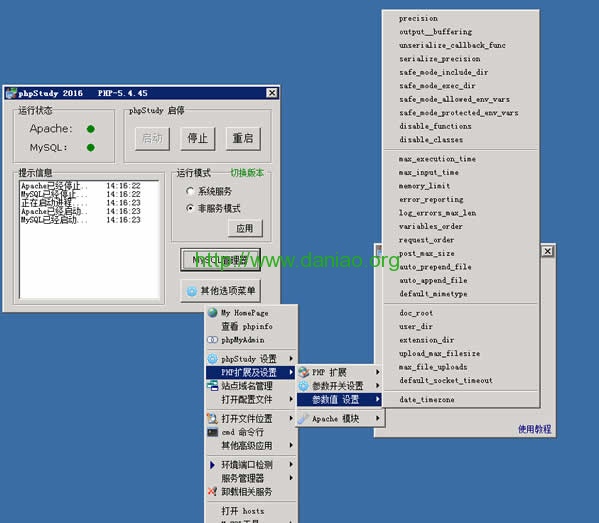 phpStudy 2016 PHP-5.4.45
运行状态
Apache:
MySQL:
phpStudy 启停
启动
停止
重启
提示信息
Apache已经停止.. 14:16:22
MySQL已经停止... 14:16:22
正在启动进程.... 14:16:23
Apache已经启动.. 14:16:23
MySQL已经启动... 14:16:23
运行模式 切换版本
系统服务
非服务模式
应用
MySQL管理器
其他选项菜单
http://www.daniao.org
My HomePage
查看 phpinfo
phpMyAdmin
phpStudy 设置
PHP扩展及设置
站点域名管理
打开配置文件
打开文件位置
cmd 命令行
其他高级应用
环境端口检测
服务管理器
卸载相关服务
打开 hosts
MySQL工具
PHP 扩展
参数开关设置
参数值 设置
Apache 模块
precision
output_buffering
unserialize_callback_func
serialize_precision
safe_mode_include_dir
safe_mode_exec_dir
safe_mode_allowed_env_vars
safe_mode_protected_env_vars
disable_functions
disable_classes
max_execution_time
max_input_time
memory_limit
error_reporting
log_errors_max_len
variables_order
request_order
post_max_size
auto_prepend_file
auto_append_file
default_mimetype
doc_root
user_dir
extension_dir
upload_max_filesize
max_file_uploads
default_socket_timeout
date_timezone
使用教程